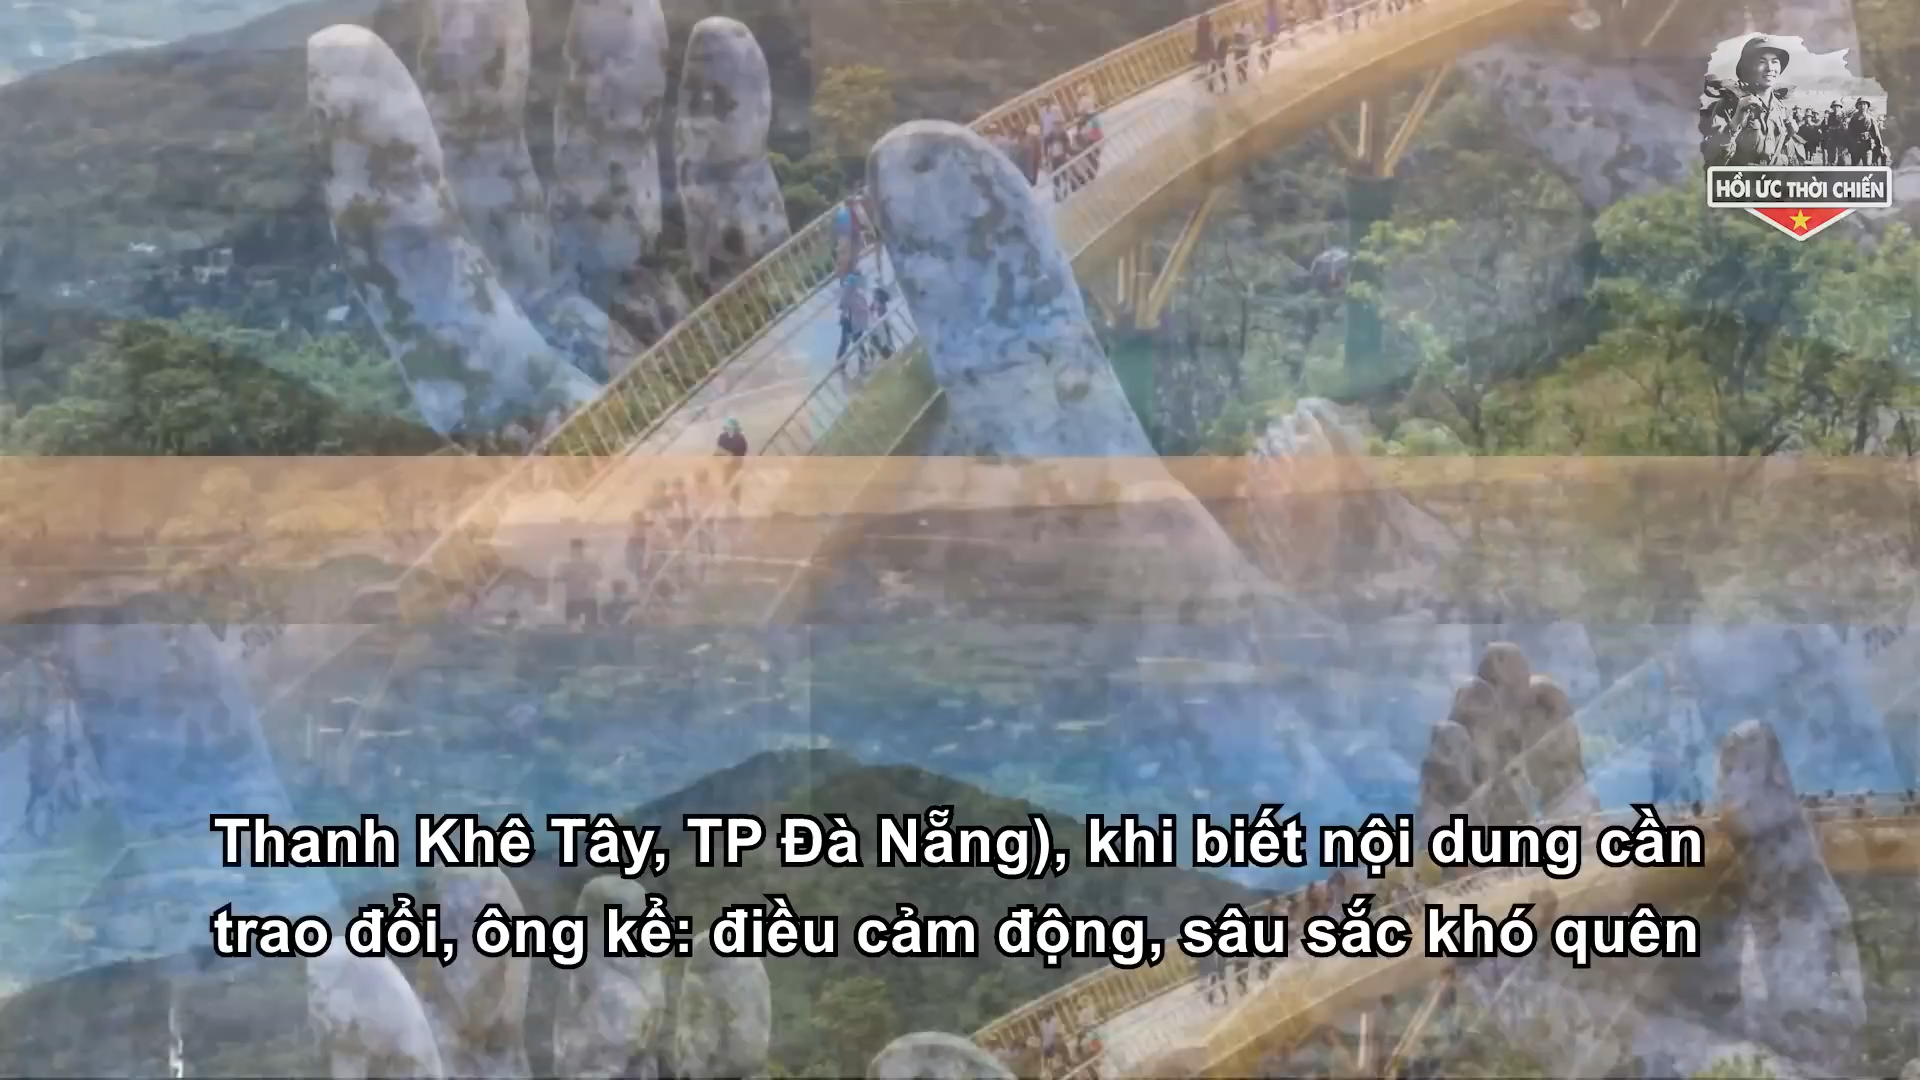 HỒI ỨC THỜI CHIẾN
Thanh Khê Tây, TP Đà Nẵng), khi biết nội dung cần
trao đổi, ông kể: điều cảm động, sâu sắc khó quên